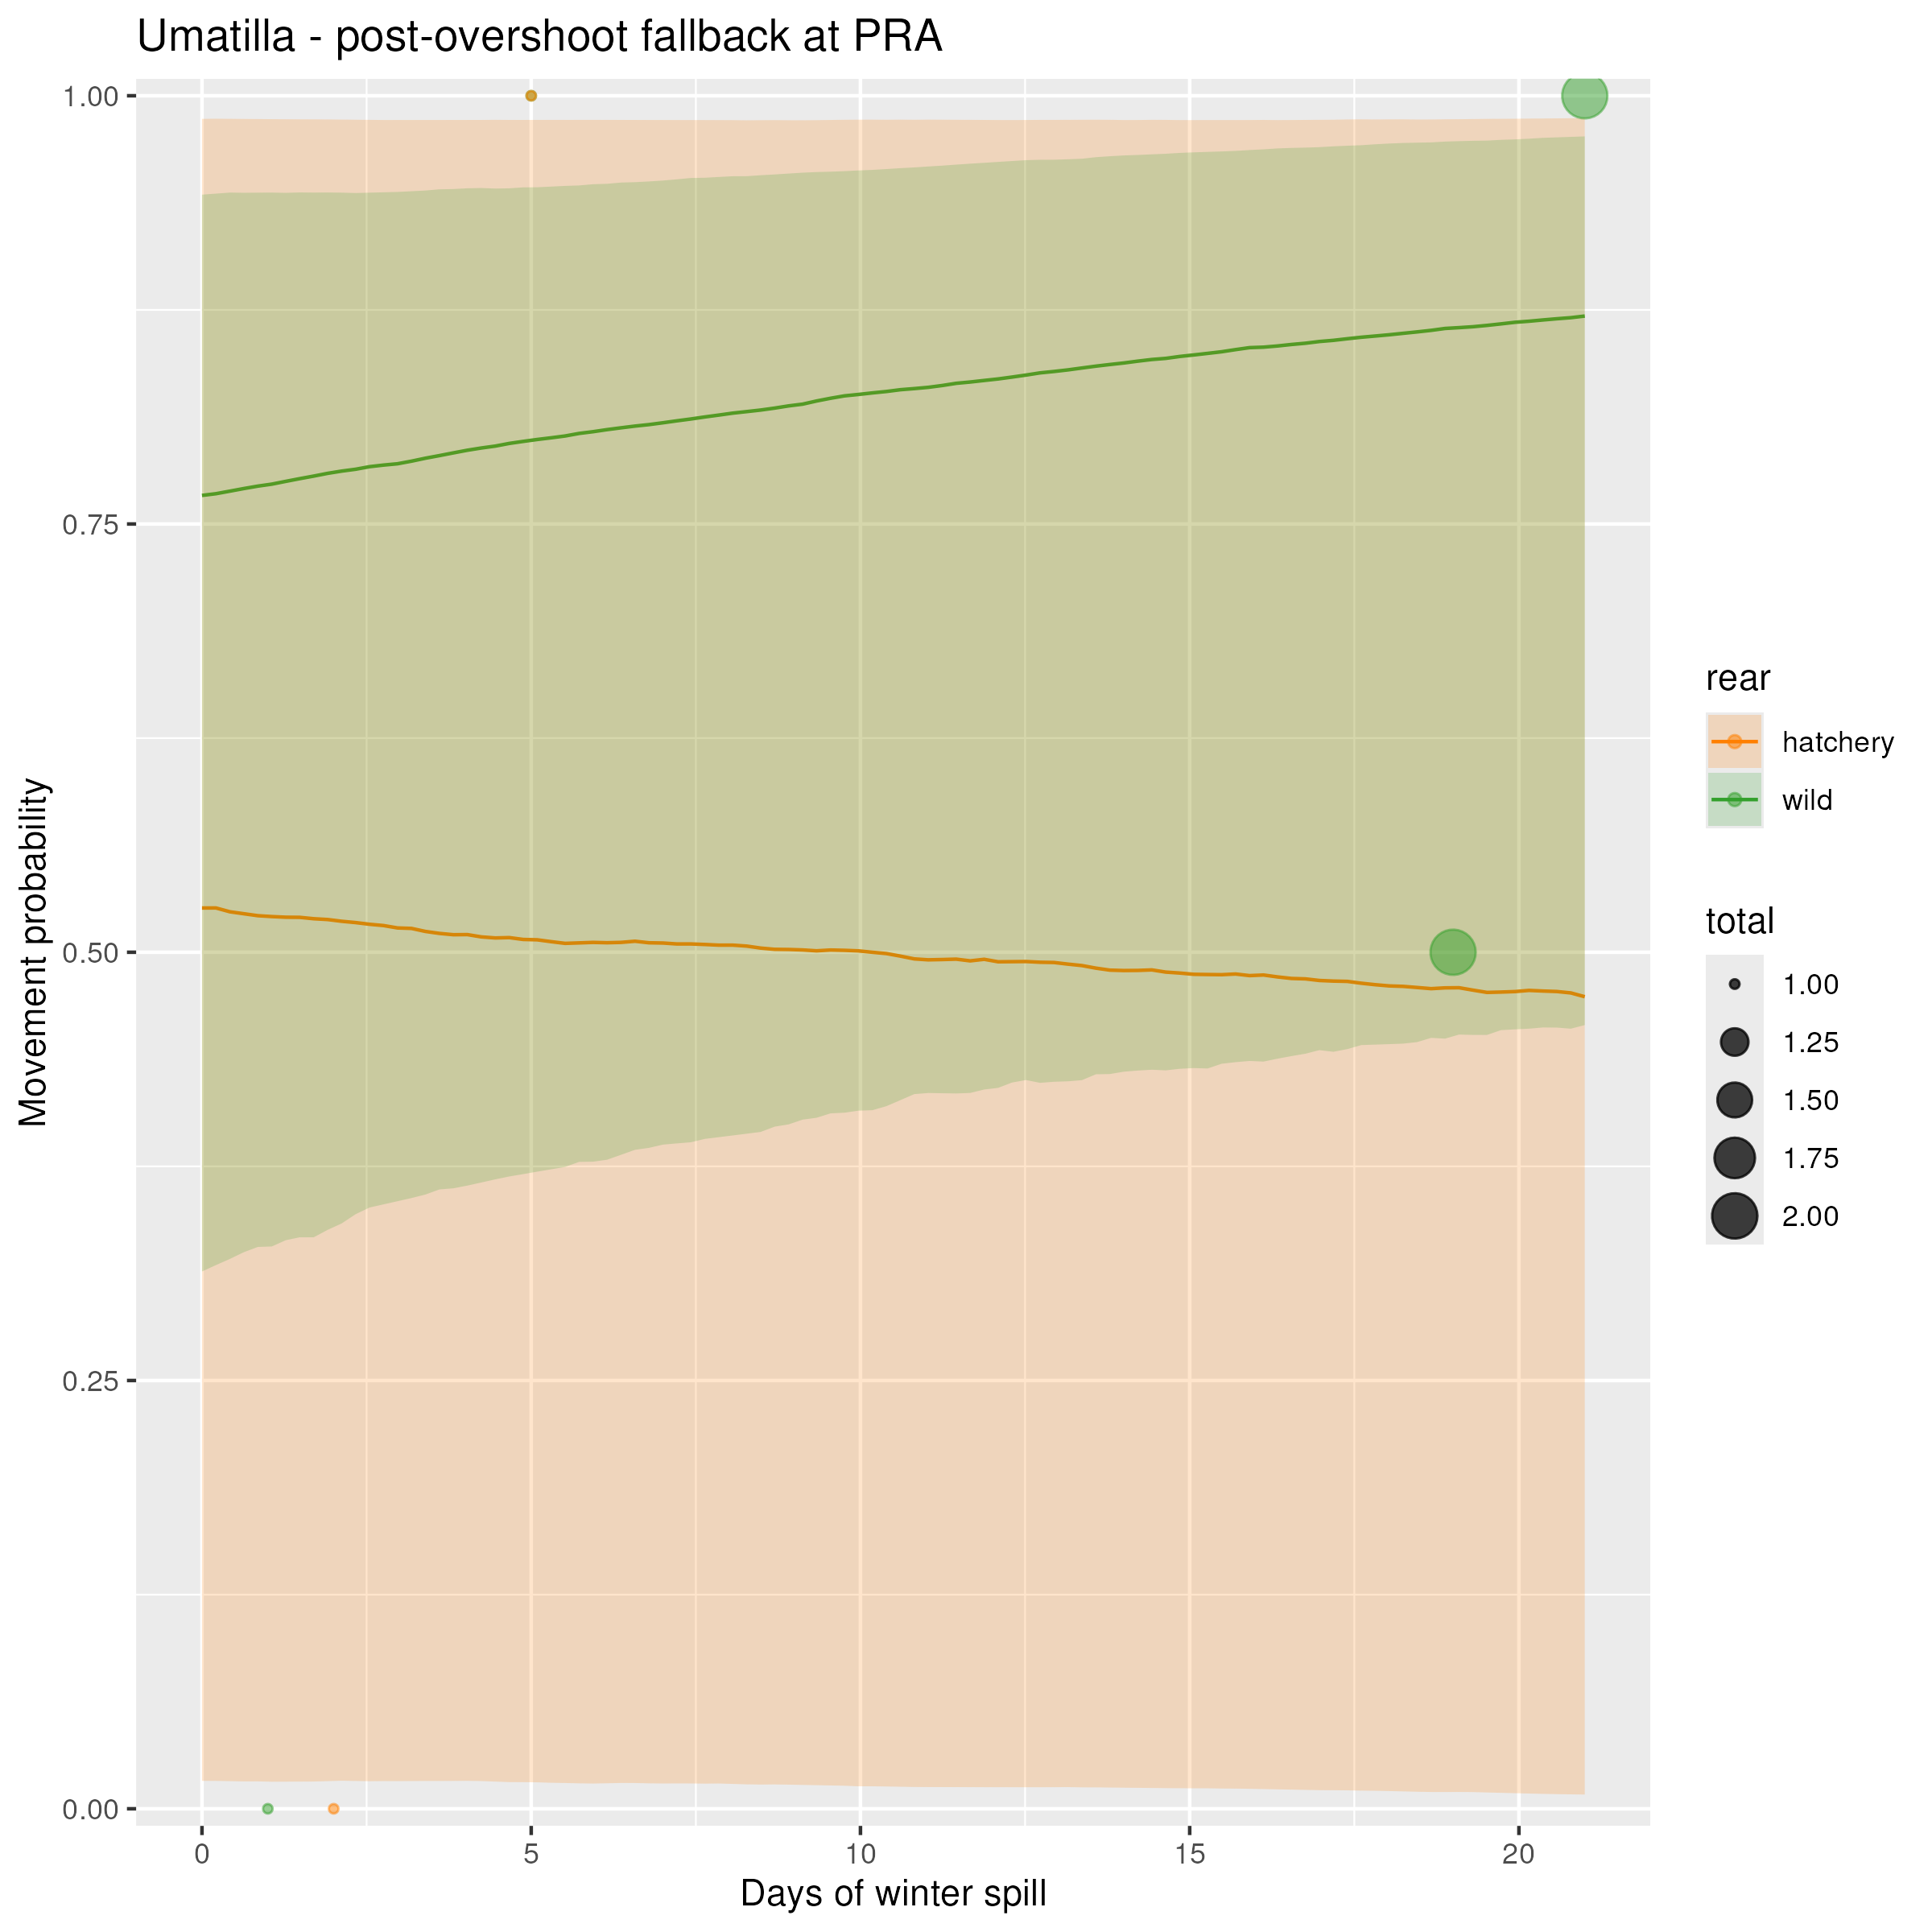 Umatilla - post-overshoot fallback at PRA
1.00
0.75
0.50
0.25
0.00
Movement probability
0
5
10
15
20
Days of winter spill
rear
hatchery
wild
total
1.00
1.25
1.50
1.75
2.00